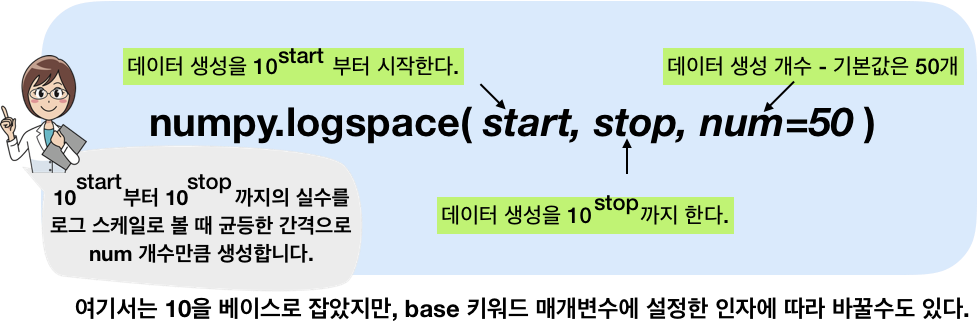 데이터 생성을 10^start 부터 시작한다.
데이터 생성 개수 - 기본값은 50개
numpy.logspace( start, stop, num=50 )
10^start부터 10^stop 까지의 실수를
로그 스케일로 볼 때 균등한 간격으로
num 개수만큼 생성합니다.
데이터 생성을 10^stop까지 한다.
여기서는 10을 베이스로 잡았지만, base 키워드 매개변수에 설정한 인자에 따라 바꿀수도 있다.